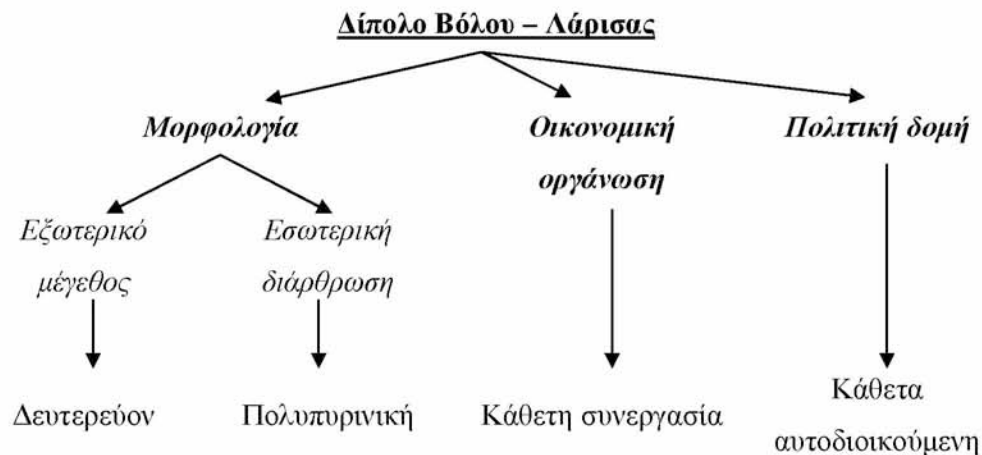 Δίπολο Βόλου – Λάρισας
Μορφολογία
Οικονομική
οργάνωση
Πολιτική δομή
Εξωτερικό
μέγεθος
Εσωτερική
διάρθρωση
Δευτερεύον
Πολυπυρινική
Κάθετη συνεργασία
Κάθετα
αυτοδιοικούμενη